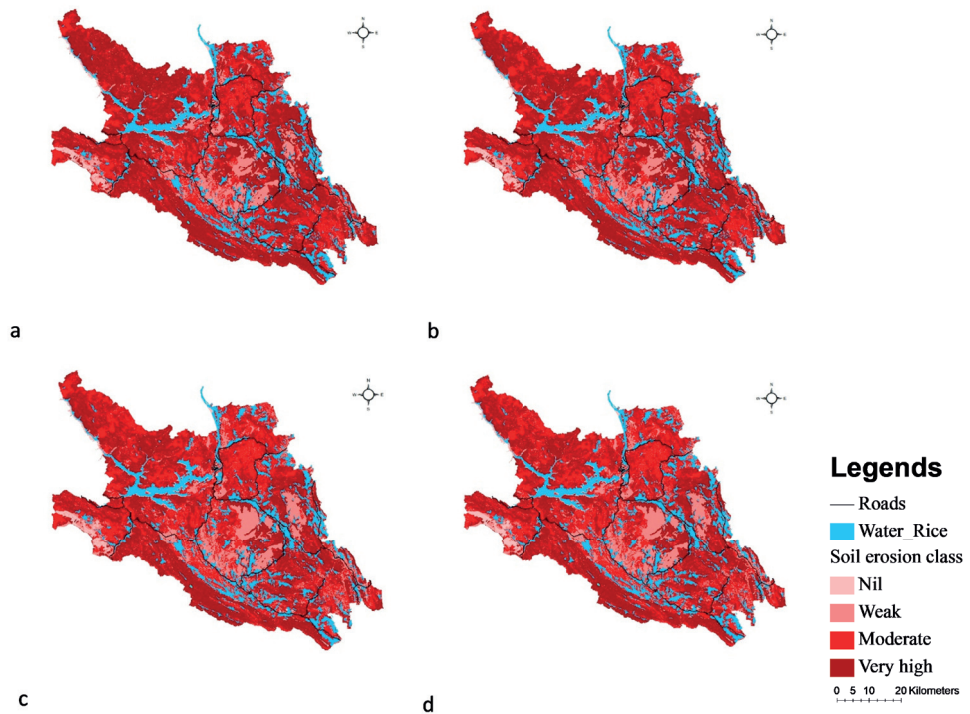 N
W E
S
N
W E
S
a
b
N
W E
S
N
W E
S
c
d
Legends
Roads
Water_Rice
Soil erosion class
Nil
Weak
Moderate
Very high
0 5 10 20 Kilometers